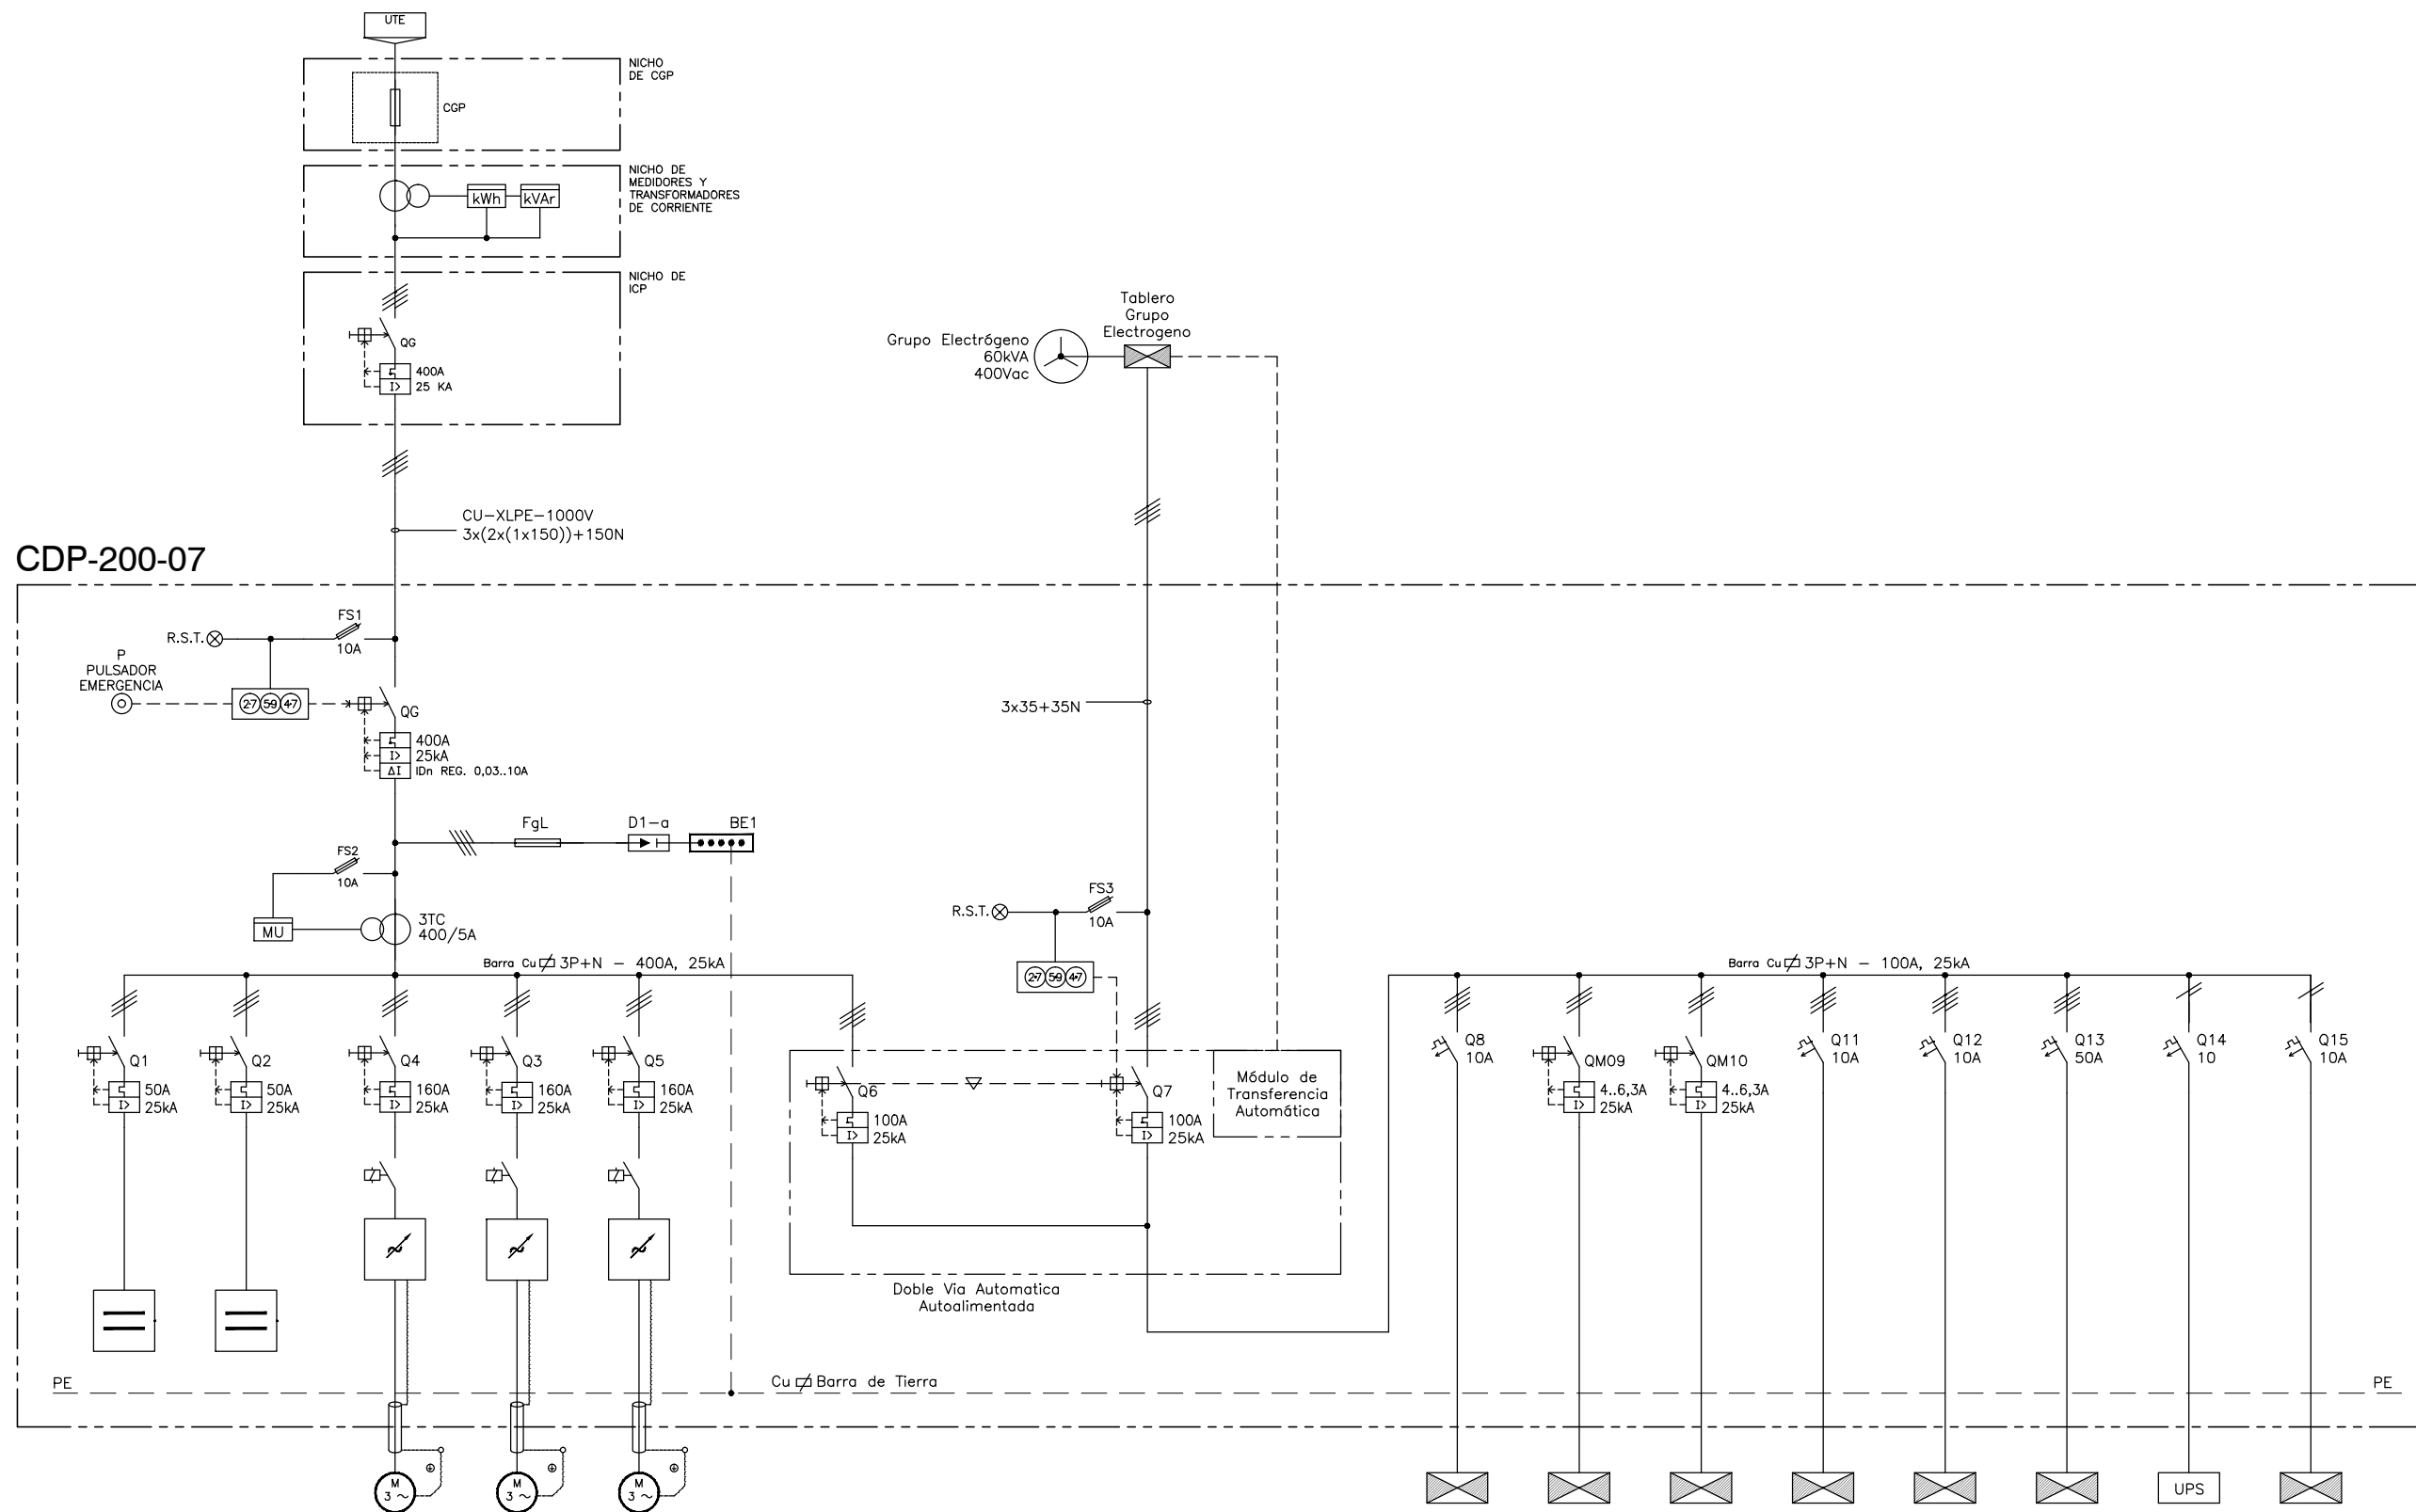 UTE
NICHO
DE CGP
CGP
NICHO DE
MEDIDORES Y
TRANSFORMADORES
DE CORRIENTE
kWh
kVAr
NICHO DE
ICP
QG
400A
25 KA
Tablero
Grupo
Electrogeno
Grupo Electrógeno
60kVA
400Vac
CU-XLPE-1000V
3x(2x(1x150))+150N
CDP-200-07
FS1
10A
R.S.T.
P
PULSADOR
EMERGENCIA
27 59 47
QG
400A
I> 25kA
ΔI IDn REG. 0,03..10A
3x35+35N
FgL
D1-a
BE1
FS2
10A
MU
3TC
400/5A
FS3
10A
R.S.T.
27 59 47
Barra Cu 3P+N - 400A, 25kA
Barra Cu 3P+N - 100A, 25kA
Q1
50A
I> 25kA
Q2
50A
I> 25kA
Q4
160A
I> 25kA
Q3
160A
I> 25kA
Q5
160A
I> 25kA
Q6
100A
I> 25kA
Q7
100A
I> 25kA
Módulo de
Transferencia
Automática
Q8
10A
QM09
4..6,3A
I> 25kA
QM10
4..6,3A
I> 25kA
Q11
10A
Q12
10A
Q13
50A
Q14
10
Q15
10A
Doble Via Automatica
Autoalimentada
PE
Cu Barra de Tierra
PE
M
3 ~
M
3 ~
M
3 ~
UPS